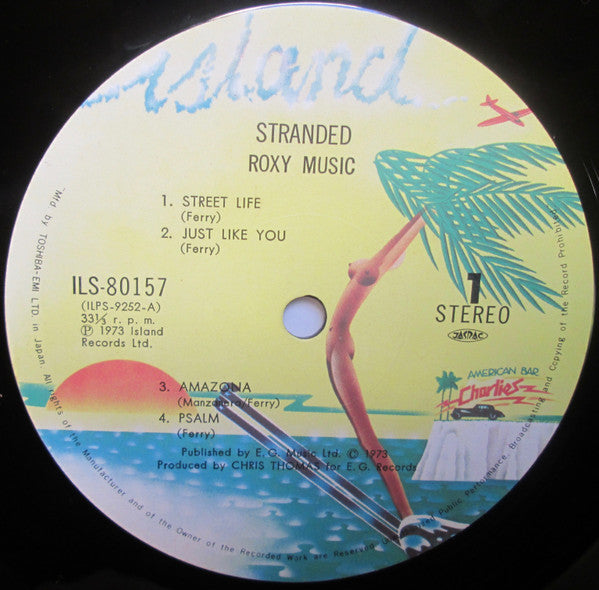 island
STRANDED
ROXY MUSIC
1. STREET LIFE
(Ferry)
2. JUST LIKE YOU
(Ferry)
ILS-80157
(ILPS-9252-A)
33⅓ r. p. m.
Ⓟ 1973 Island
Records Ltd.
1
STEREO
JASRAC
3. AMAZONA
(Manzanera/Ferry)
4. PSALM
(Ferry)
AMERICAN BAR
Charlies
Published by E. G. Music Ltd. © 1973
Produced by CHRIS THOMAS for E. G. Records
"Mfd by TOSHIBA-EMI LTD. in Japan. All rights of the Manufacturer and of the Owner of the Recorded Work are Reserved. Public Performance, Broadcasting and Copying of the Record Prohibited